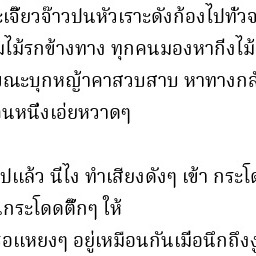 ะเจี๊ยวจ๊าวปนหัวเราะดังก้องไปทั่วจ
มไม้รกข้างทาง ทุกคนมองหากิ่งไม้
ขณะบุกหญ้าคาสวบสาบ หาทางกลั
นหนึ่งเอ่ยหวาดๆ
ปแล้ว นี่ไง ทำเสียงดังๆ เข้า กระโด
นกระโดดตึ้กๆ ให้
อแหยงๆ อยู่เหมือนกันเมื่อนึกถึงงู